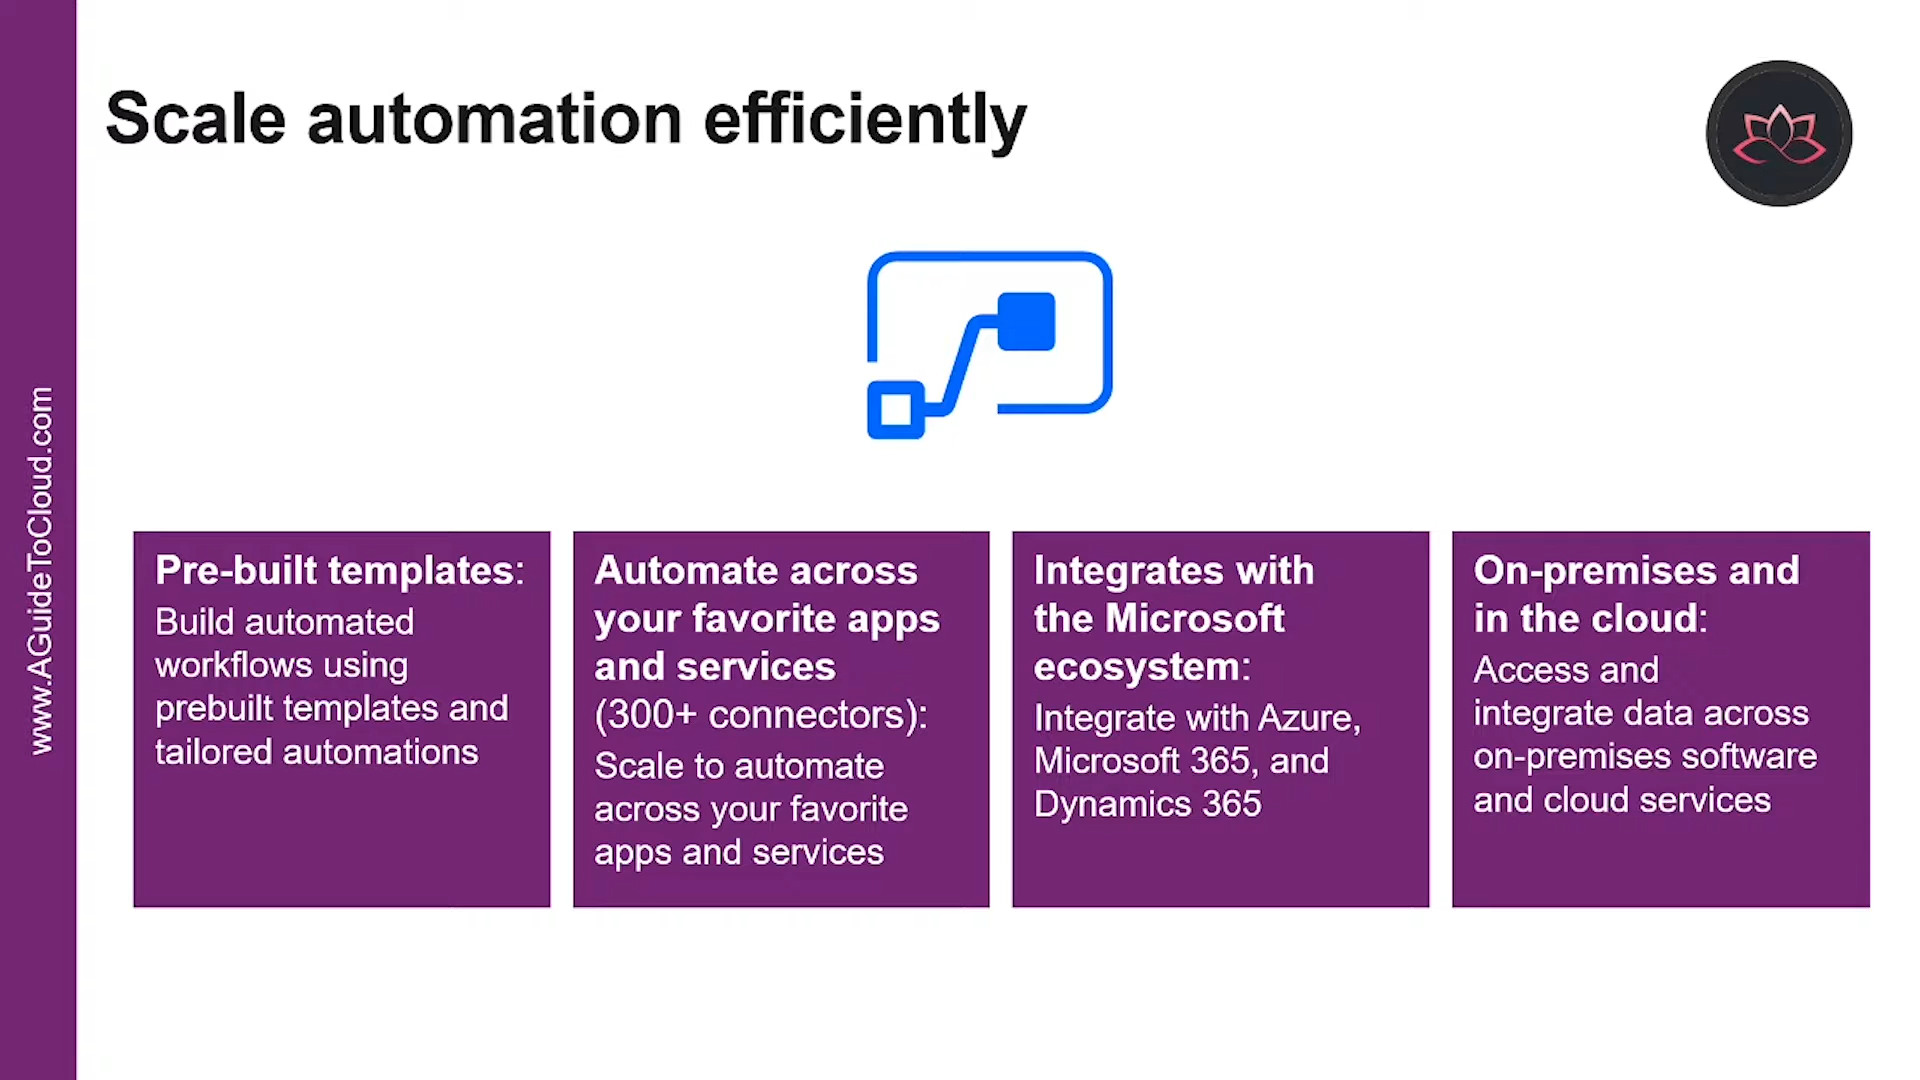 Scale automation efficiently
www.AGuideToCloud.com
Pre-built templates:
Build automated
workflows using
prebuilt templates and
tailored automations
Automate across
your favorite apps
and services
(300+ connectors):
Scale to automate
across your favorite
apps and services
Integrates with
the Microsoft
ecosystem:
Integrate with Azure,
Microsoft 365, and
Dynamics 365
On-premises and
in the cloud:
Access and
integrate data across
on-premises software
and cloud services